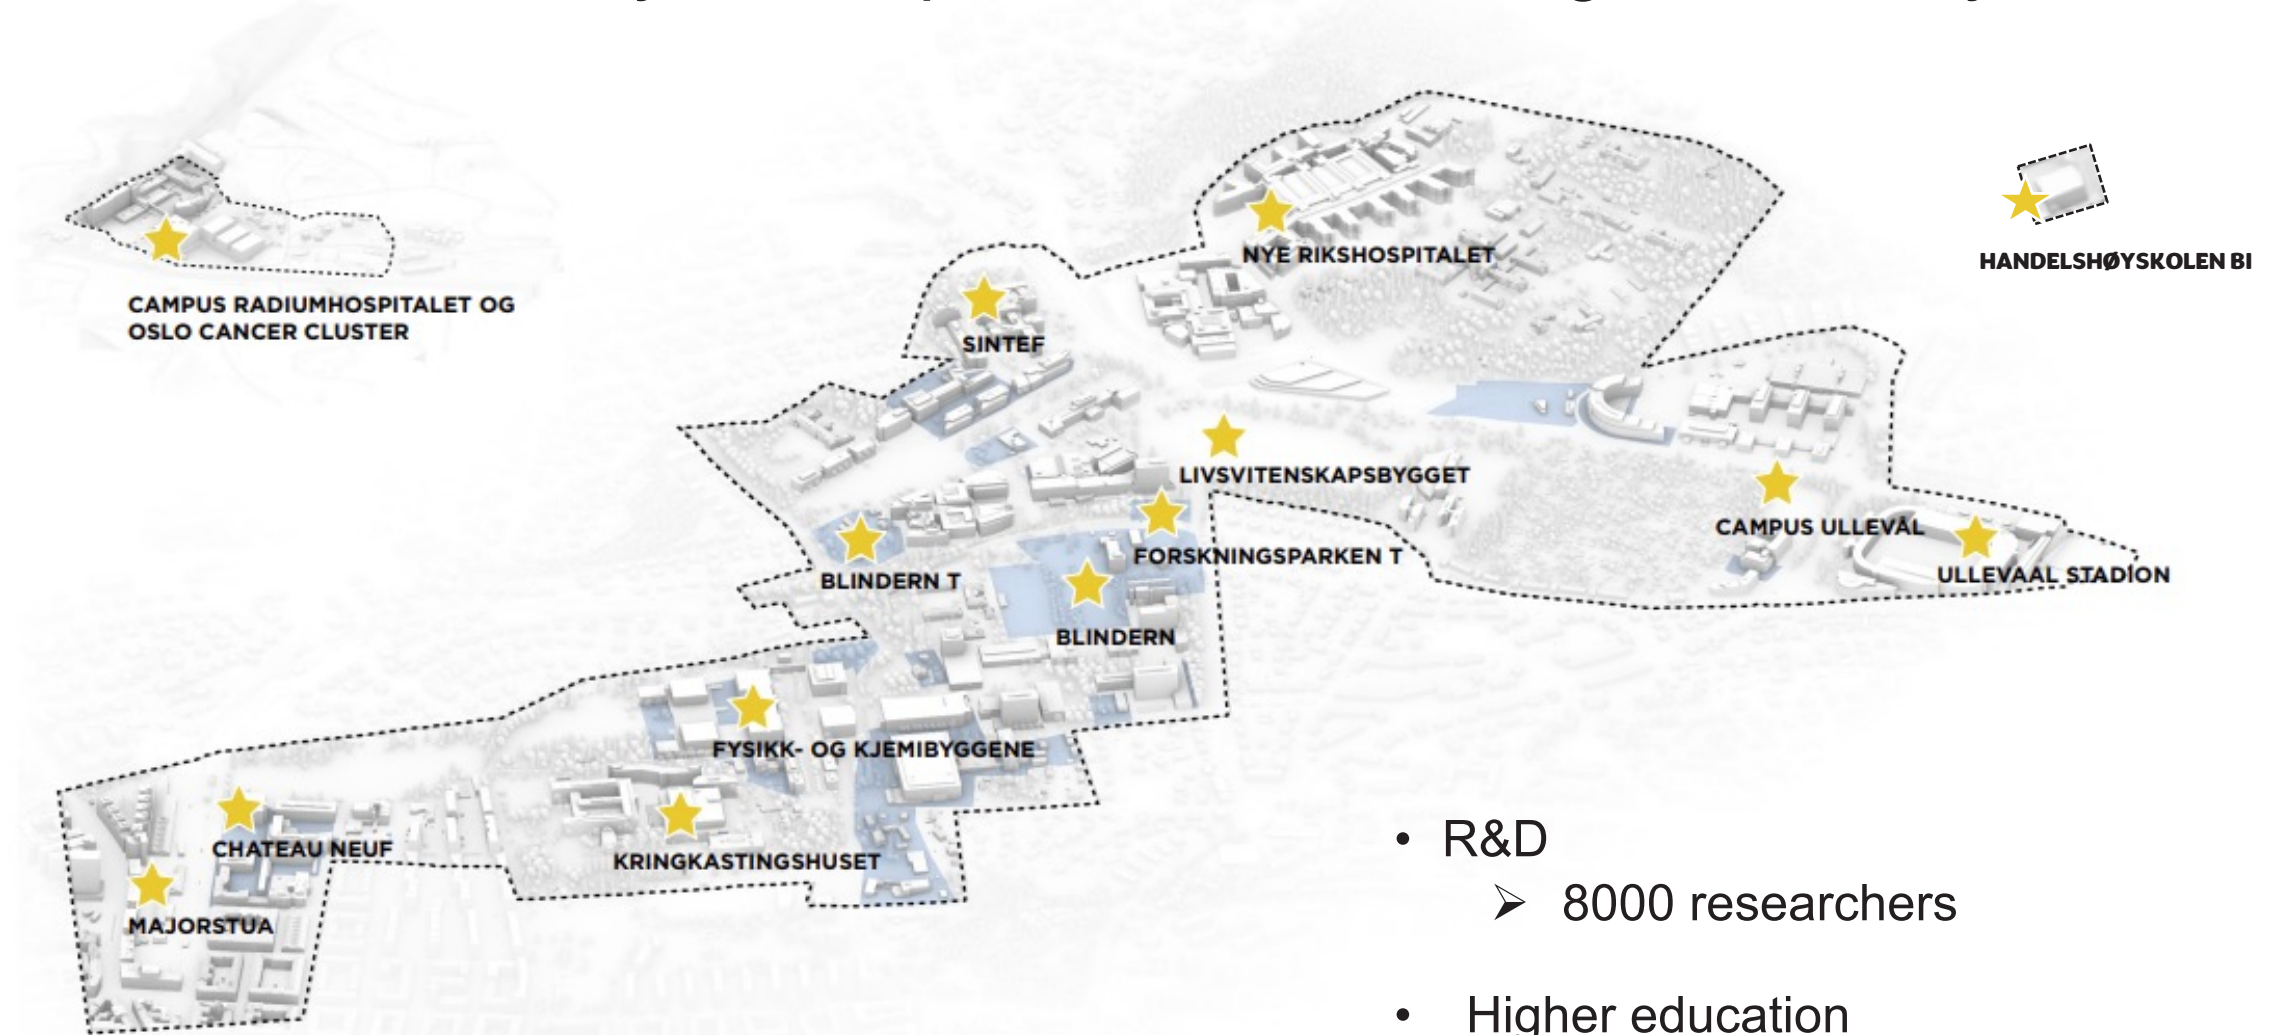 CAMPUS RADIUMHOSPITALET OG
OSLO CANCER CLUSTER
NYE RIKSHOSPITALET
HANDELSHØYSKOLEN BI
SINTEF
LIVSVITENSKAPSBYGGET
CAMPUS ULLEVÅL
FORSKNINGSPARKEN T
BLINDERN T
ULLEVAAL STADION
BLINDERN
FYSIKK- OG KJEMIBYGGENE
CHATEAU NEUF
KRINGKASTINGSHUSET
MAJORSTUA
• R&D
➢ 8000 researchers
• Higher education